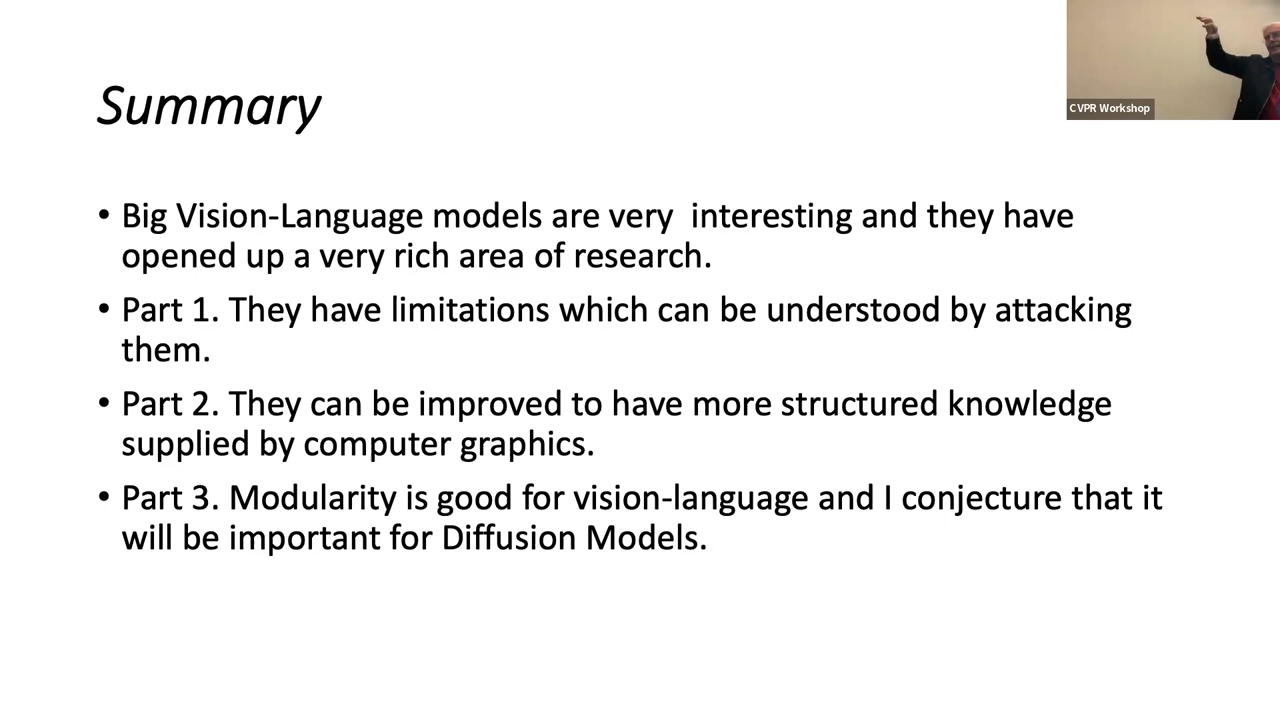 Summary
CVPR Workshop
• Big Vision-Language models are very  interesting and they have
opened up a very rich area of research.
• Part 1. They have limitations which can be understood by attacking
them.
• Part 2. They can be improved to have more structured knowledge
supplied by computer graphics.
• Part 3. Modularity is good for vision-language and I conjecture that it
will be important for Diffusion Models.